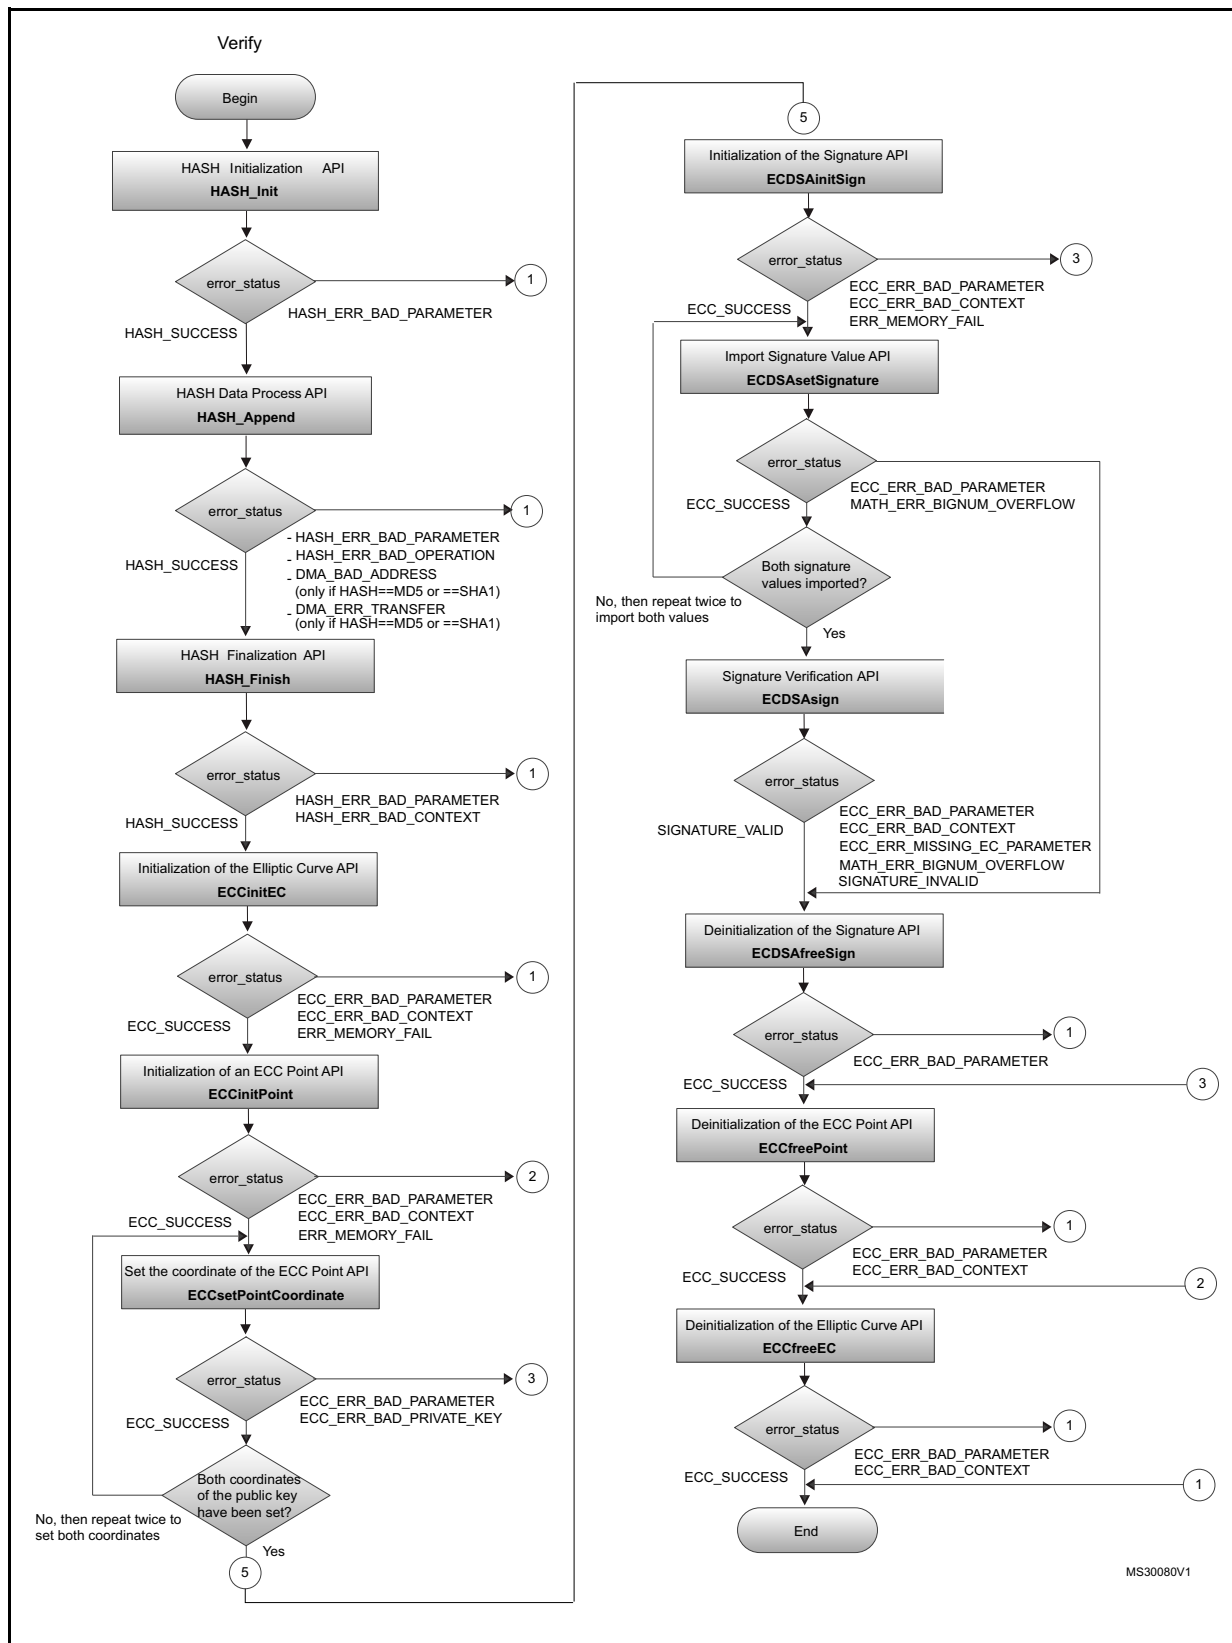 Verify
Begin
HASH Initialization API
HASH_Init
error_status
1
HASH_ERR_BAD_PARAMETER
HASH_SUCCESS
HASH Data Process API
HASH_Append
error_status
1
- HASH_ERR_BAD_PARAMETER
- HASH_ERR_BAD_OPERATION
- DMA_BAD_ADDRESS
(only if HASH==MD5 or ==SHA1)
- DMA_ERR_TRANSFER
(only if HASH==MD5 or ==SHA1)
HASH_SUCCESS
HASH Finalization API
HASH_Finish
error_status
1
HASH_ERR_BAD_PARAMETER
HASH_ERR_BAD_CONTEXT
HASH_SUCCESS
Initialization of the Elliptic Curve API
ECCinitEC
error_status
1
ECC_ERR_BAD_PARAMETER
ECC_ERR_BAD_CONTEXT
ERR_MEMORY_FAIL
ECC_SUCCESS
Initialization of an ECC Point API
ECCinitPoint
error_status
2
ECC_ERR_BAD_PARAMETER
ECC_ERR_BAD_CONTEXT
ERR_MEMORY_FAIL
ECC_SUCCESS
Set the coordinate of the ECC Point API
ECCsetPointCoordinate
error_status
3
ECC_ERR_BAD_PARAMETER
ECC_ERR_BAD_PRIVATE_KEY
ECC_SUCCESS
Both coordinates
of the public key
have been set?
No, then repeat twice to
set both coordinates
Yes
5
5
Initialization of the Signature API
ECDSAinitSign
error_status
3
ECC_ERR_BAD_PARAMETER
ECC_ERR_BAD_CONTEXT
ERR_MEMORY_FAIL
ECC_SUCCESS
Import Signature Value API
ECDSAsetSignature
error_status
ECC_ERR_BAD_PARAMETER
MATH_ERR_BIGNUM_OVERFLOW
ECC_SUCCESS
Both signature
values imported?
No, then repeat twice to
import both values
Yes
Signature Verification API
ECDSAsign
error_status
ECC_ERR_BAD_PARAMETER
ECC_ERR_BAD_CONTEXT
ECC_ERR_MISSING_EC_PARAMETER
MATH_ERR_BIGNUM_OVERFLOW
SIGNATURE_INVALID
SIGNATURE_VALID
Deinitialization of the Signature API
ECDSAfreeSign
error_status
1
ECC_ERR_BAD_PARAMETER
ECC_SUCCESS
3
Deinitialization of the ECC Point API
ECCfreePoint
error_status
1
ECC_ERR_BAD_PARAMETER
ECC_ERR_BAD_CONTEXT
ECC_SUCCESS
2
Deinitialization of the Elliptic Curve API
ECCfreeEC
error_status
1
ECC_ERR_BAD_PARAMETER
ECC_ERR_BAD_CONTEXT
ECC_SUCCESS
1
End
MS30080V1